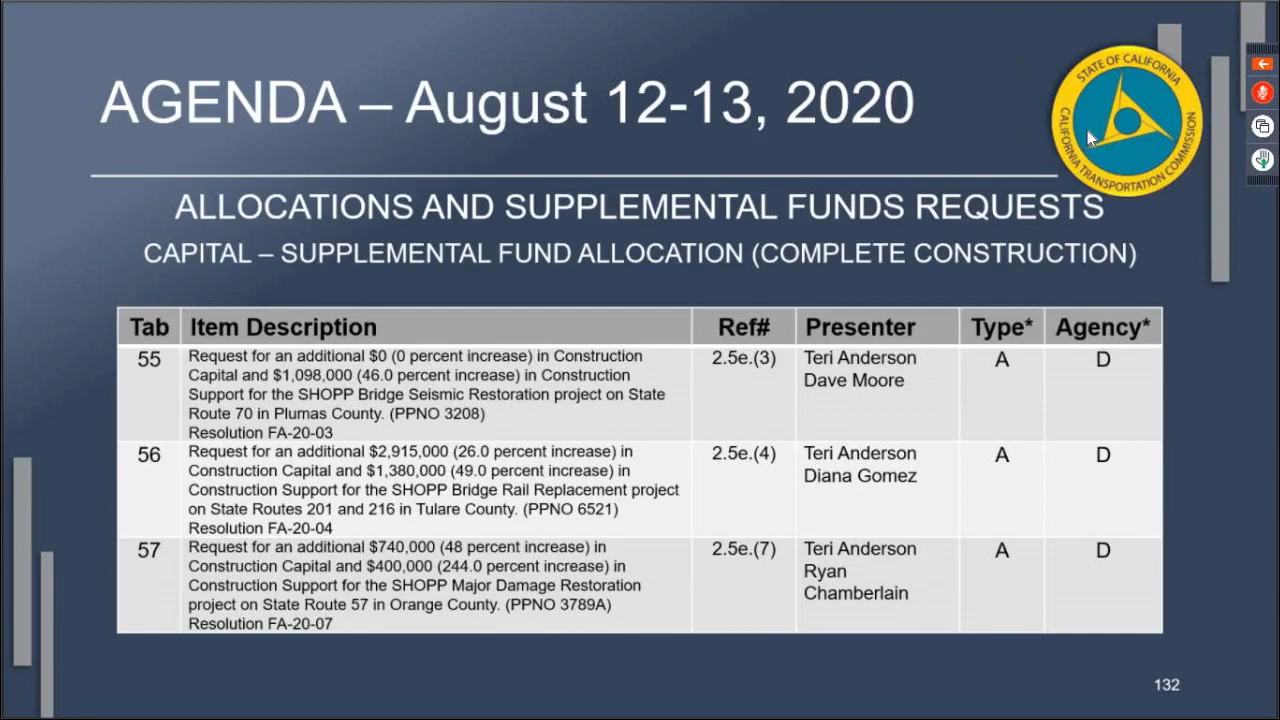 AGENDA – August 12-13, 2020
STATE OF CALIFORNIA
CALIFORNIA TRANSPORTATION COMMISSION
ALLOCATIONS AND SUPPLEMENTAL FUNDS REQUESTS
CAPITAL – SUPPLEMENTAL FUND ALLOCATION (COMPLETE CONSTRUCTION)
Tab Item Description Ref# Presenter Type* Agency*
55 Request for an additional $0 (0 percent increase) in Construction 2.5e.(3) Teri Anderson A D
Capital and $1,098,000 (46.0 percent increase) in Construction Dave Moore
Support for the SHOPP Bridge Seismic Restoration project on State
Route 70 in Plumas County. (PPNO 3208)
Resolution FA-20-03
56 Request for an additional $2,915,000 (26.0 percent increase) in 2.5e.(4) Teri Anderson A D
Construction Capital and $1,380,000 (49.0 percent increase) in Diana Gomez
Construction Support for the SHOPP Bridge Rail Replacement project
on State Routes 201 and 216 in Tulare County. (PPNO 6521)
Resolution FA-20-04
57 Request for an additional $740,000 (48 percent increase) in 2.5e.(7) Teri Anderson A D
Construction Capital and $400,000 (244.0 percent increase) in Ryan
Construction Support for the SHOPP Major Damage Restoration Chamberlain
project on State Route 57 in Orange County. (PPNO 3789A)
Resolution FA-20-07
132